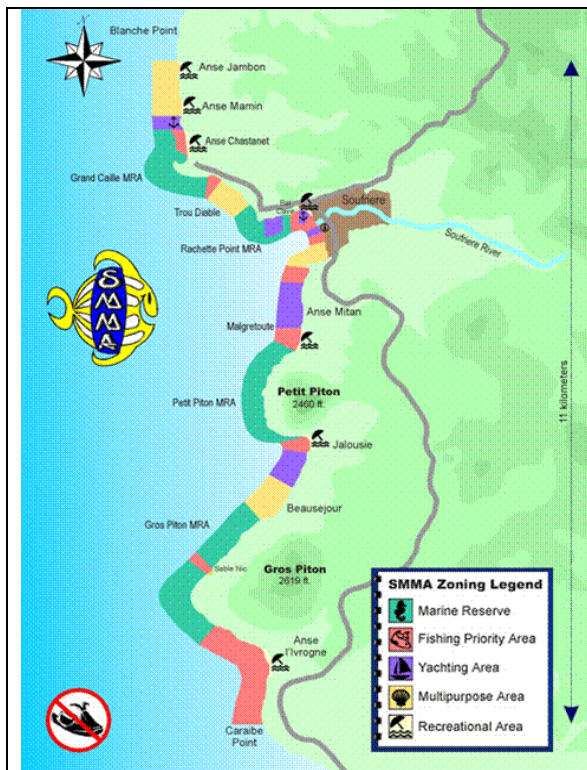 N
Blanche Point
Anse Jambon
Anse Mamin
Anse Chastanet
Grand Caille MRA
Trou Diable
Bat
Cave
Soufriere
Rachette Point MRA
Soufriere River
SMMA
Anse Mitan
Malgretoute
Petit Piton
2460 ft.
Petit Piton MRA
Jalousie
11 kilometers
Beausejour
Gros Piton MRA
Sable Nic
Gros Piton
2619 ft.
Anse
l'Ivrogne
Caraibe
Point
SMMA Zoning Legend
Marine Reserve
Fishing Priority Area
Yachting Area
Multipurpose Area
Recreational Area